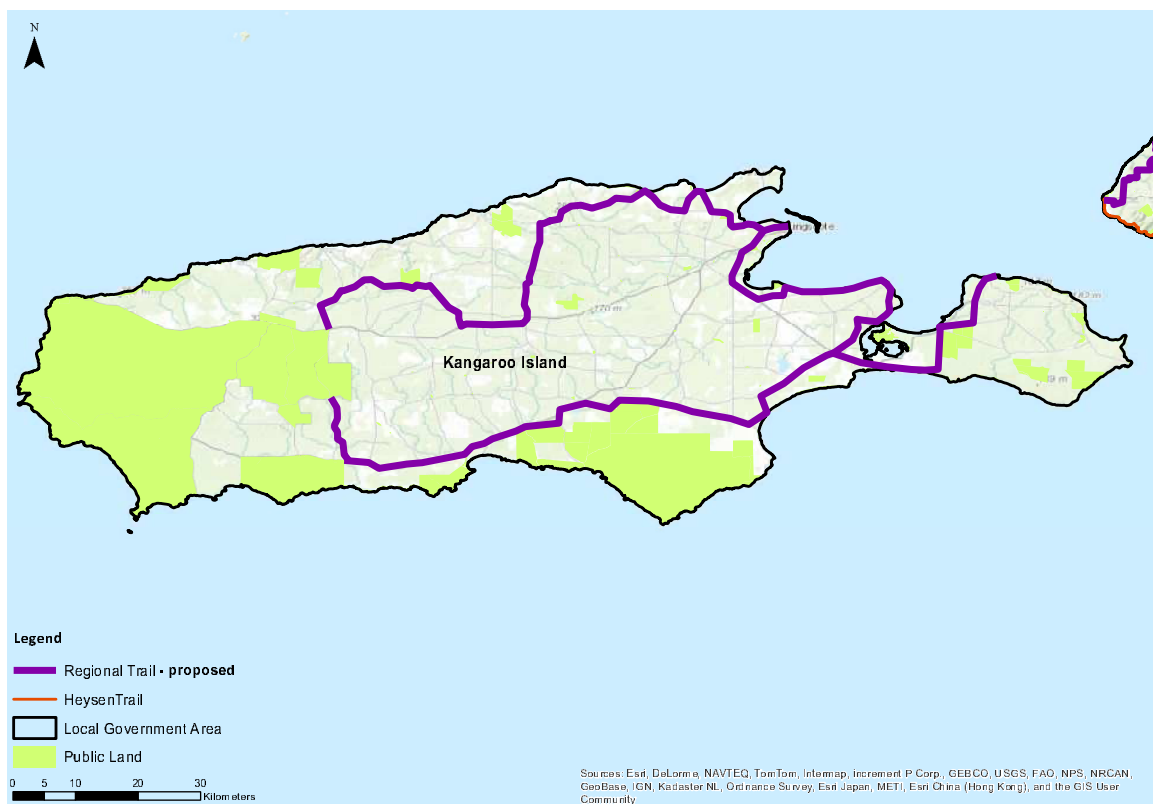 N
170 m
Kangaroo Island
Legend
Regional Trail - proposed
HeysenTrail
Local Government Area
Public Land
0 5 10 20 30
Kilometers
Sources: Esri, DeLorme, NAVTEQ, TomTom, Intermap, increment P Corp., GEBCO, USGS, FAO, NPS, NRCAN,
GeoBase, IGN, Kadaster NL, Ordnance Survey, Esri Japan, METI, Esri China (Hong Kong), and the GIS User
Community